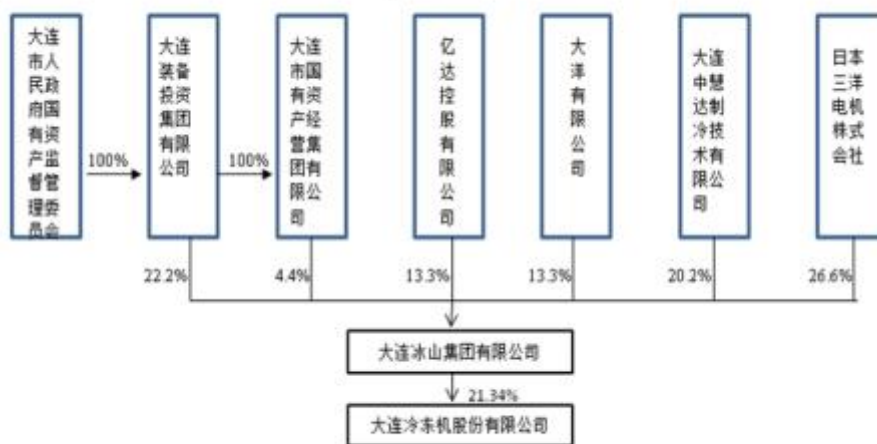 大连
市人
民政
府国
有资
产监
督管
理委
员会
100%
大连
装备
投资
集团
有限
公司
100%
大连
市国
有资
产经
营集
团有
限公
司
亿
达
控
股
有
限
公
司
大
洋
有
限
公
司
大连
中慧
达制
冷技
术有
限公
司
日本
三洋
电机
株式
会社
22.2%
4.4%
13.3%
13.3%
20.2%
26.6%
大连冰山集团有限公司
21.34%
大连冷冻机股份有限公司